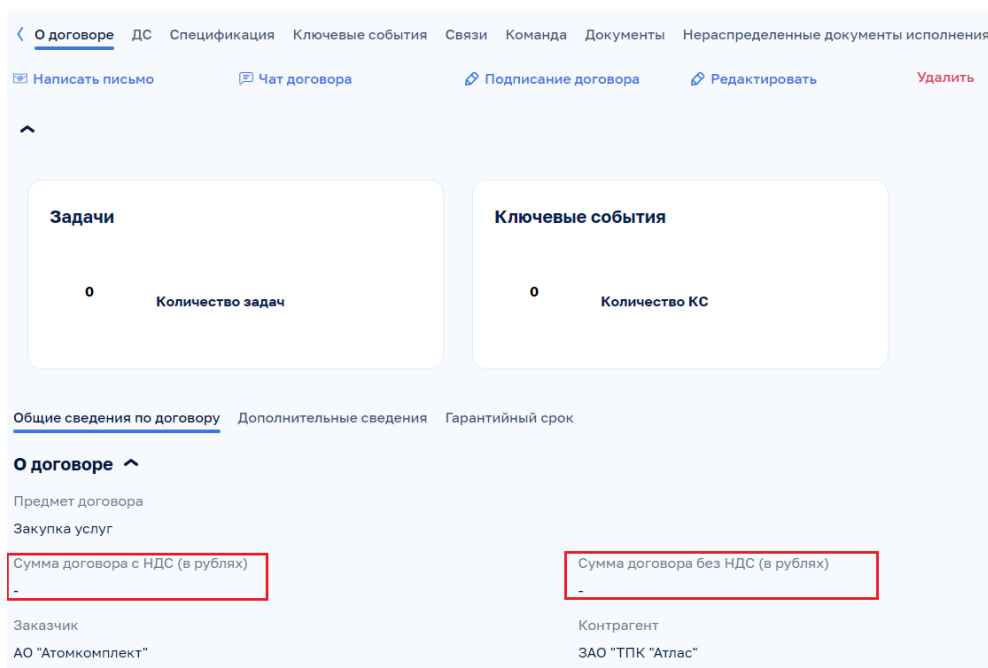 О договоре ДС Спецификация Ключевые события Связи Команда Документы Нераспределенные документы исполнения
Написать письмо Чат договора Подписание договора Редактировать Удалить
Задачи Ключевые события
0 Количество задач 0 Количество КС
Общие сведения по договору Дополнительные сведения Гарантийный срок
О договоре
Предмет договора
Закупка услуг
Сумма договора с НДС (в рублях) Сумма договора без НДС (в рублях)
- -
Заказчик Контрагент
АО "Атомкомплект" ЗАО "ТПК "Атлас"